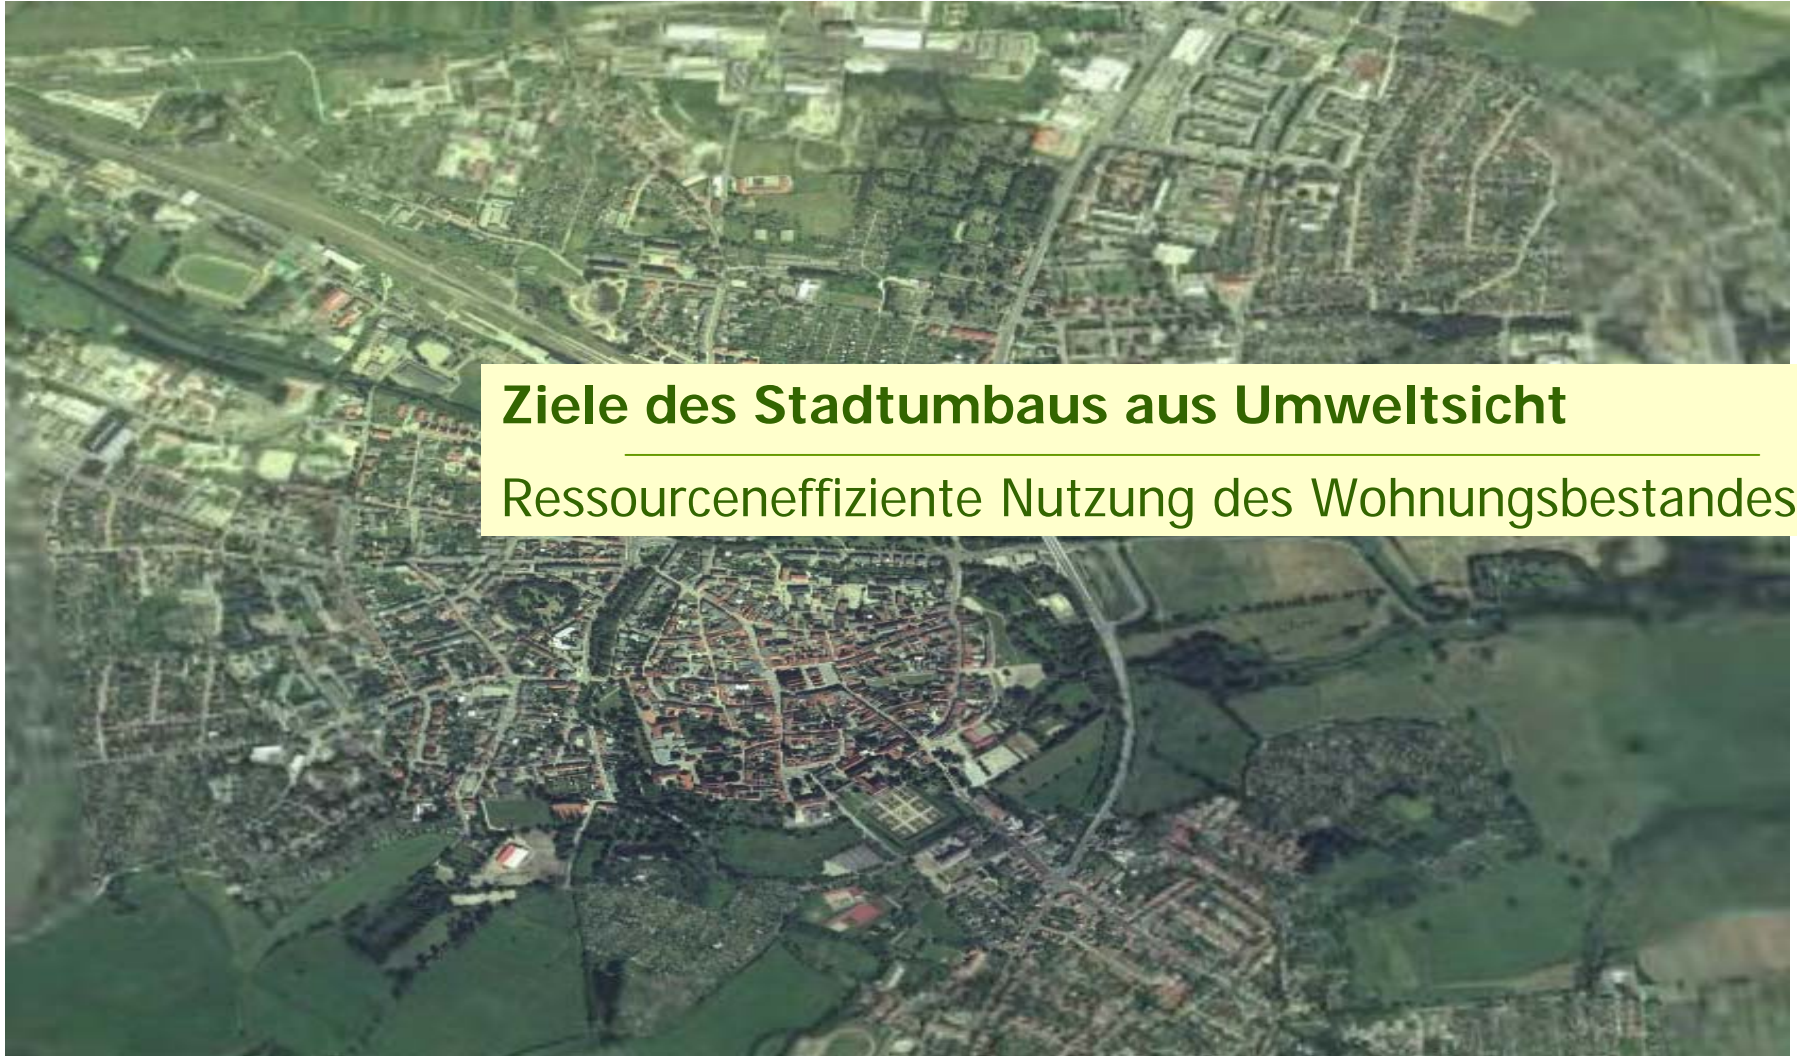 Ziele des Stadtumbaus aus Umweltsicht
Ressourceneffiziente Nutzung des Wohnungsbestandes